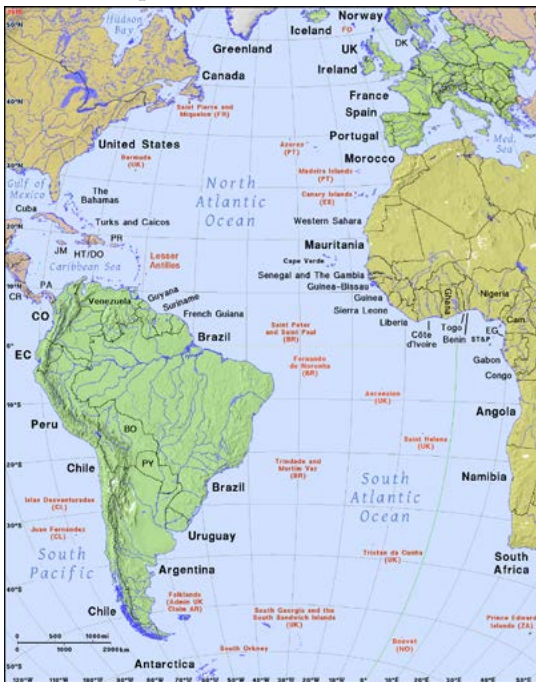 Hudson
Bay
Norway
Iceland
FO
Greenland
UK
DK
Ireland
Canada
France
Saint Pierre and
Miquelon (FR)
Spain
Portugal
United States
Bermuda
(UK)
Azores
(PT)
Med.
Sea
Morocco
Madeira Islands
(PT)
Gulf of
Mexico
The
Bahamas
North
Atlantic
Ocean
Canary Islands
(ES)
Cuba
Turks and Caicos
Western Sahara
PR
JM
HT/DO
Mauritania
Lesser
Antilles
Cape Verde
Caribbean Sea
Senegal and The Gambia
Guinea-Bissau
PA
CR
Venezuela
Guyana
Suriname
French Guiana
Guinea
Sierra Leone
Ghana
Nigeria
CO
Liberia
Côte
d'Ivoire
Togo
Benin
EG
Cam.
ST&P
Saint Peter
and Saint Paul
(BR)
Brazil
EC
Gabon
Fernando
de Noronha
(BR)
Congo
Ascension
(UK)
Angola
Peru
BO
Saint Helena
(UK)
Chile
PY
Trindade and
Martim Vaz
(BR)
South
Atlantic
Ocean
Namibia
Brazil
Islas Desventuradas
(CL)
Juan Fernández
(CL)
Uruguay
South
Pacific
Tristan da Cunha
(UK)
South
Africa
Argentina
Falklands
(Admin UK
Claim AR)
Chile
South Georgia and the
South Sandwich Islands
(UK)
Prince Edward
Islands (ZA)
0 500 1000mi
0 1000 2000km
Bouvet
(NO)
South Orkney
Antarctica